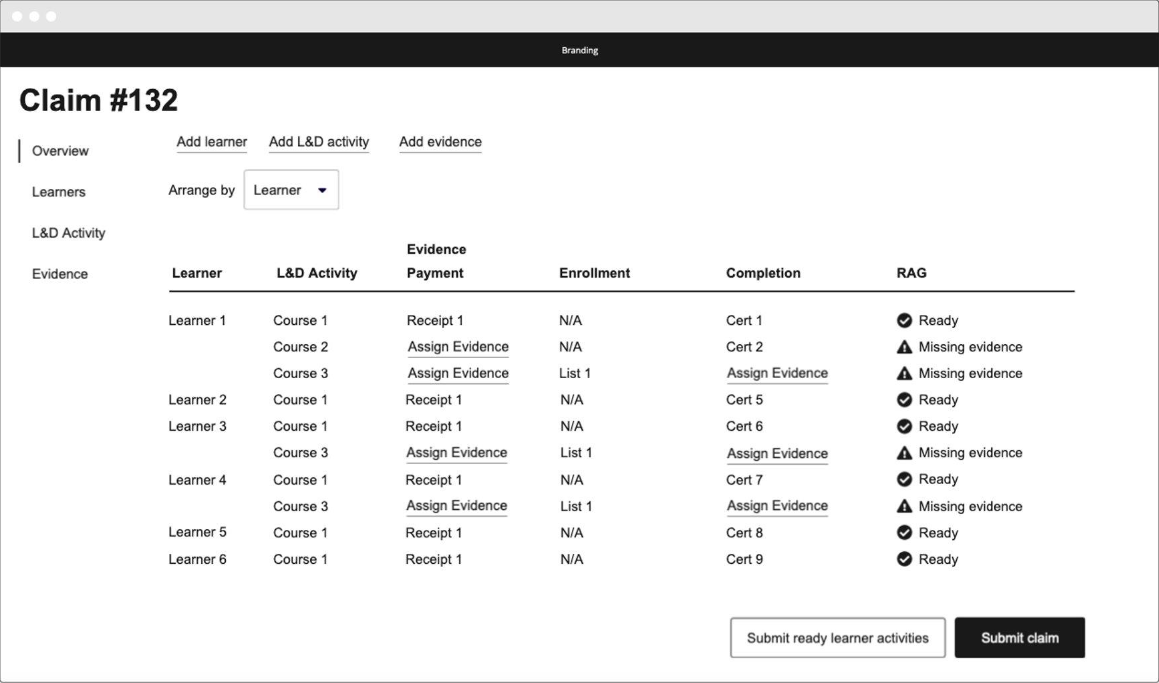 Branding
Claim #132
Overview
Learners
L&D Activity
Evidence
Add learner Add L&D activity Add evidence
Arrange by Learner
Evidence
Learner L&D Activity Payment Enrollment Completion RAG
Learner 1 Course 1 Receipt 1 N/A Cert 1 Ready
Course 2 Assign Evidence N/A Cert 2 Missing evidence
Course 3 Assign Evidence List 1 Assign Evidence Missing evidence
Learner 2 Course 1 Receipt 1 N/A Cert 5 Ready
Learner 3 Course 1 Receipt 1 N/A Cert 6 Ready
Course 3 Assign Evidence List 1 Assign Evidence Missing evidence
Learner 4 Course 1 Receipt 1 N/A Cert 7 Ready
Course 3 Assign Evidence List 1 Assign Evidence Missing evidence
Learner 5 Course 1 Receipt 1 N/A Cert 8 Ready
Learner 6 Course 1 Receipt 1 N/A Cert 9 Ready
Submit ready learner activities Submit claim